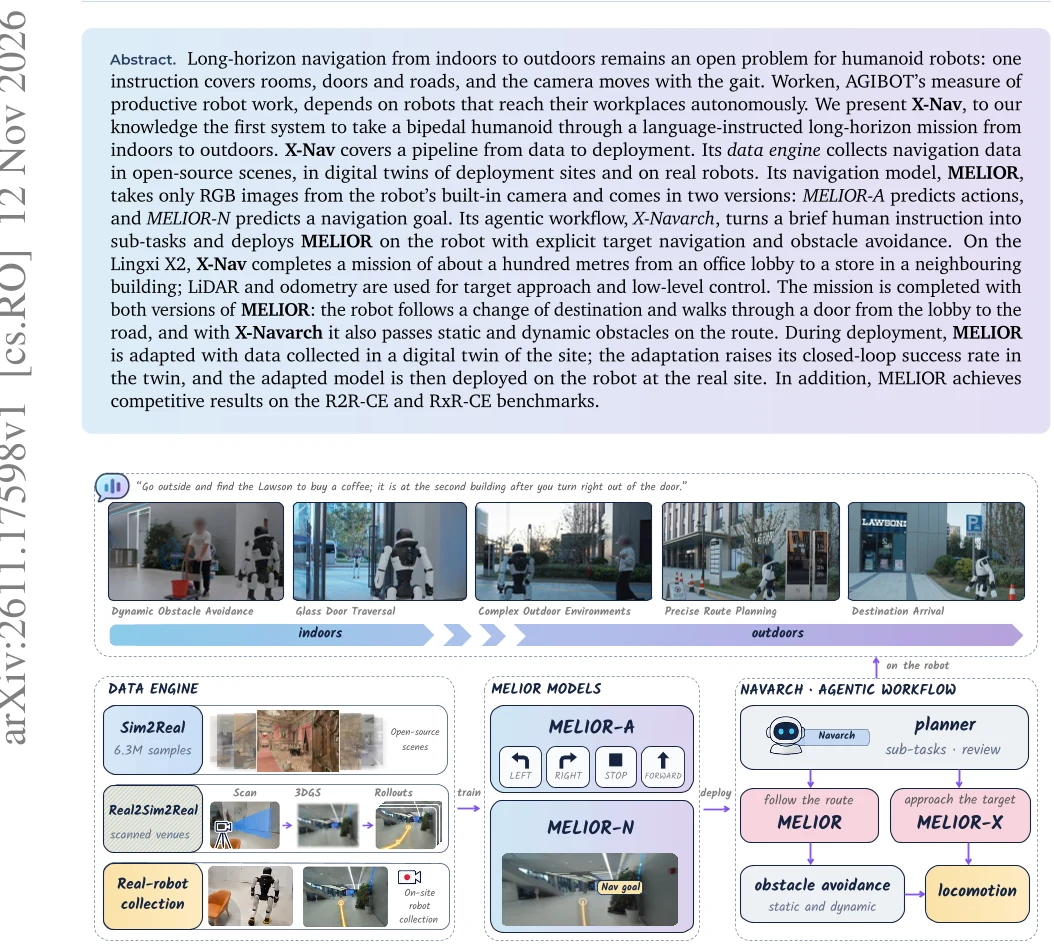 arXiv:2611.17598v1 [cs.RO] 12 Nov 2026
Abstract. Long-horizon navigation from indoors to outdoors remains an open problem for humanoid robots: one
instruction covers rooms, doors and roads, and the camera moves with the gait. Worken, AGIBOT's measure of
productive robot work, depends on robots that reach their workplaces autonomously. We present X-Nav, to our
knowledge the first system to take a bipedal humanoid through a language-instructed long-horizon mission from
indoors to outdoors. X-Nav covers a pipeline from data to deployment. Its data engine collects navigation data
in open-source scenes, in digital twins of deployment sites and on real robots. Its navigation model, MELIOR,
takes only RGB images from the robot's built-in camera and comes in two versions: MELIOR-A predicts actions,
and MELIOR-N predicts a navigation goal. Its agentic workflow, X-Navarch, turns a brief human instruction into
sub-tasks and deploys MELIOR on the robot with explicit target navigation and obstacle avoidance. On the
Lingxi X2, X-Nav completes a mission of about a hundred metres from an office lobby to a store in a neighbouring
building; LiDAR and odometry are used for target approach and low-level control. The mission is completed with
both versions of MELIOR: the robot follows a change of destination and walks through a door from the lobby to the
road, and with X-Navarch it also passes static and dynamic obstacles on the route. During deployment, MELIOR
is adapted with data collected in a digital twin of the site; the adaptation raises its closed-loop success rate in
the twin, and the adapted model is then deployed on the robot at the real site. In addition, MELIOR achieves
competitive results on the R2R-CE and RxR-CE benchmarks.
"Go outside and find the Lawson to buy a coffee; it is at the second building after you turn right out of the door."
LAWSON
P
Dynamic Obstacle Avoidance
Glass Door Traversal
Complex Outdoor Environments
Precise Route Planning
Destination Arrival
indoors
outdoors
on the robot
DATA ENGINE
Sim2Real
6.3M samples
Open-source
scenes
Real2Sim2Real
scanned venues
Scan
3DGS
Rollouts
Real-robot
collection
On-site
robot
collection
train
MELIOR MODELS
MELIOR-A
LEFT
RIGHT
STOP
FORWARD
MELIOR-N
Nav goal
deploy
NAVARCH · AGENTIC WORKFLOW
Navarch
planner
sub-tasks · review
follow the route
MELIOR
approach the target
MELIOR-X
obstacle avoidance
static and dynamic
locomotion